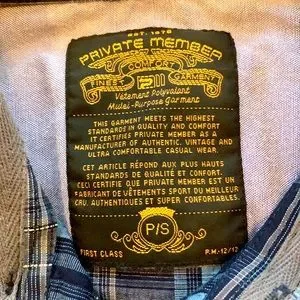 EST. 1978
PRIVATE MEMBER
COMFORT
FINEST GARMENT
Vêtement Polyvalent
Mulei-Purpose Garment
THIS GARMENT MEETS THE HIGHEST
STANDARDS IN QUALITY AND COMFORT
IT CERTIFIES PRIVATE MEMBER AS A
MANUFACTURER OF AUTHENTIC, VINTAGE AND
ULTRA COMFORTABLE CASUAL WEAR.
CET ARTICLE RÉPOND AUX PLUS HAUTS
STANDARDS DE QUALITÉ ET CONFORT.
CECI CERTIFIE QUE PRIVATE MEMBER EST UN
FABRICANT DE VÊTEMENTS SPORT DU MEILLEUR
CRU, AUTHENTIQUES ET SUPER CONFORTABLES.
P/S
FIRST CLASS
P.M.-12/12